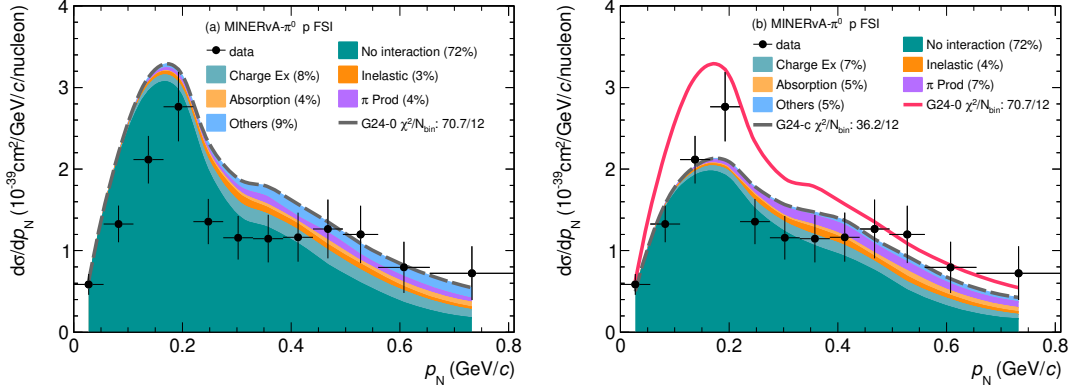 (a) MINERvA-π⁰ p FSI
data
No interaction (72%)
Charge Ex (8%)
Inelastic (3%)
Absorption (4%)
π Prod (4%)
Others (9%)
G24-0 χ²/N_bin: 70.7/12
dσ/dp_N (10⁻³⁹cm²/GeV/c/nucleon)
4
3
2
1
0
0 0.2 0.4 0.6 0.8
p_N (GeV/c)
(b) MINERvA-π⁰ p FSI
data
No interaction (72%)
Charge Ex (7%)
Inelastic (4%)
Absorption (5%)
π Prod (7%)
Others (5%)
G24-0 χ²/N_bin: 70.7/12
G24-c χ²/N_bin: 36.2/12
dσ/dp_N (10⁻³⁹cm²/GeV/c/nucleon)
4
3
2
1
0
0 0.2 0.4 0.6 0.8
p_N (GeV/c)